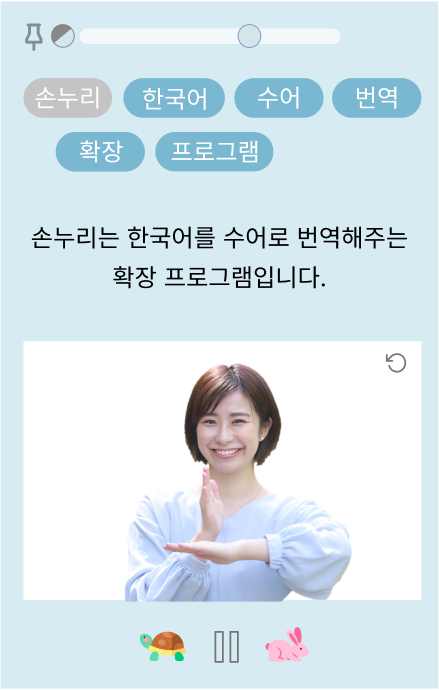 손누리 한국어 수어 번역
확장 프로그램
손누리는 한국어를 수어로 번역해주는
확장 프로그램입니다.